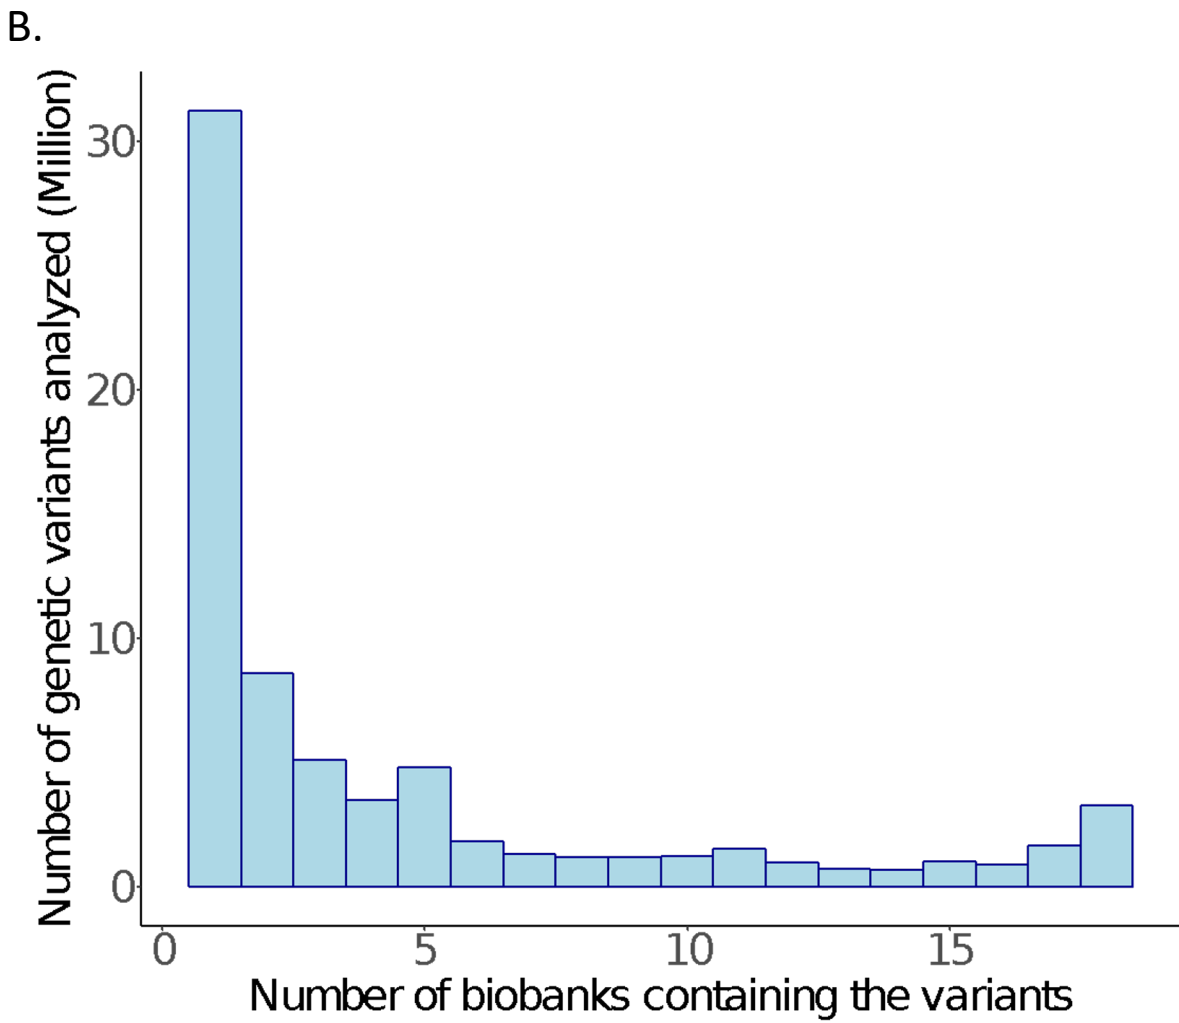 B.
Number of genetic variants analyzed (Million)
30
20
10
0
0 5 10 15
Number of biobanks containing the variants